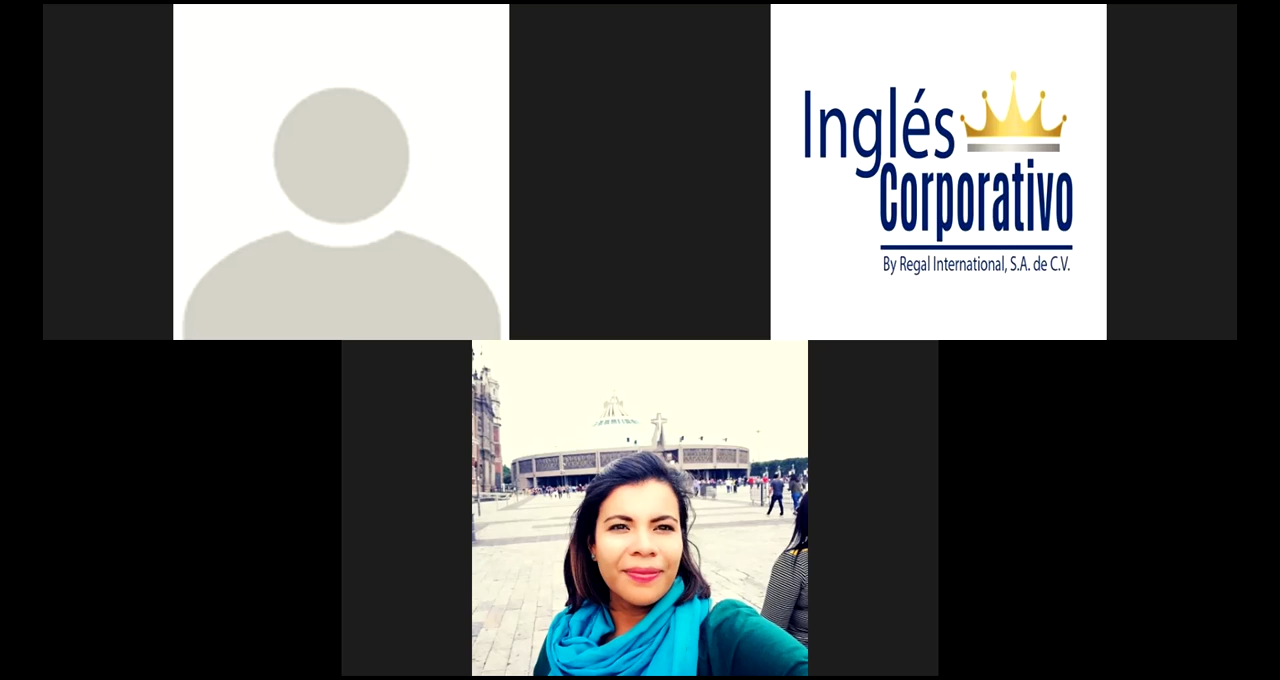 Inglés
Corporativo
By Regal International, S.A. de C.V.